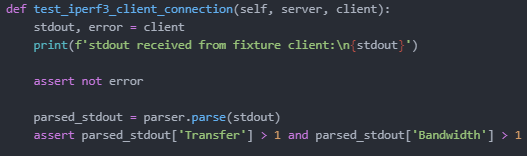 def test_iperf3_client_connection(self, server, client):
    stdout, error = client
    print(f'stdout received from fixture client:\n{stdout}')
    assert not error
    parsed_stdout = parser.parse(stdout)
    assert parsed_stdout['Transfer'] > 1 and parsed_stdout['Bandwidth'] > 1